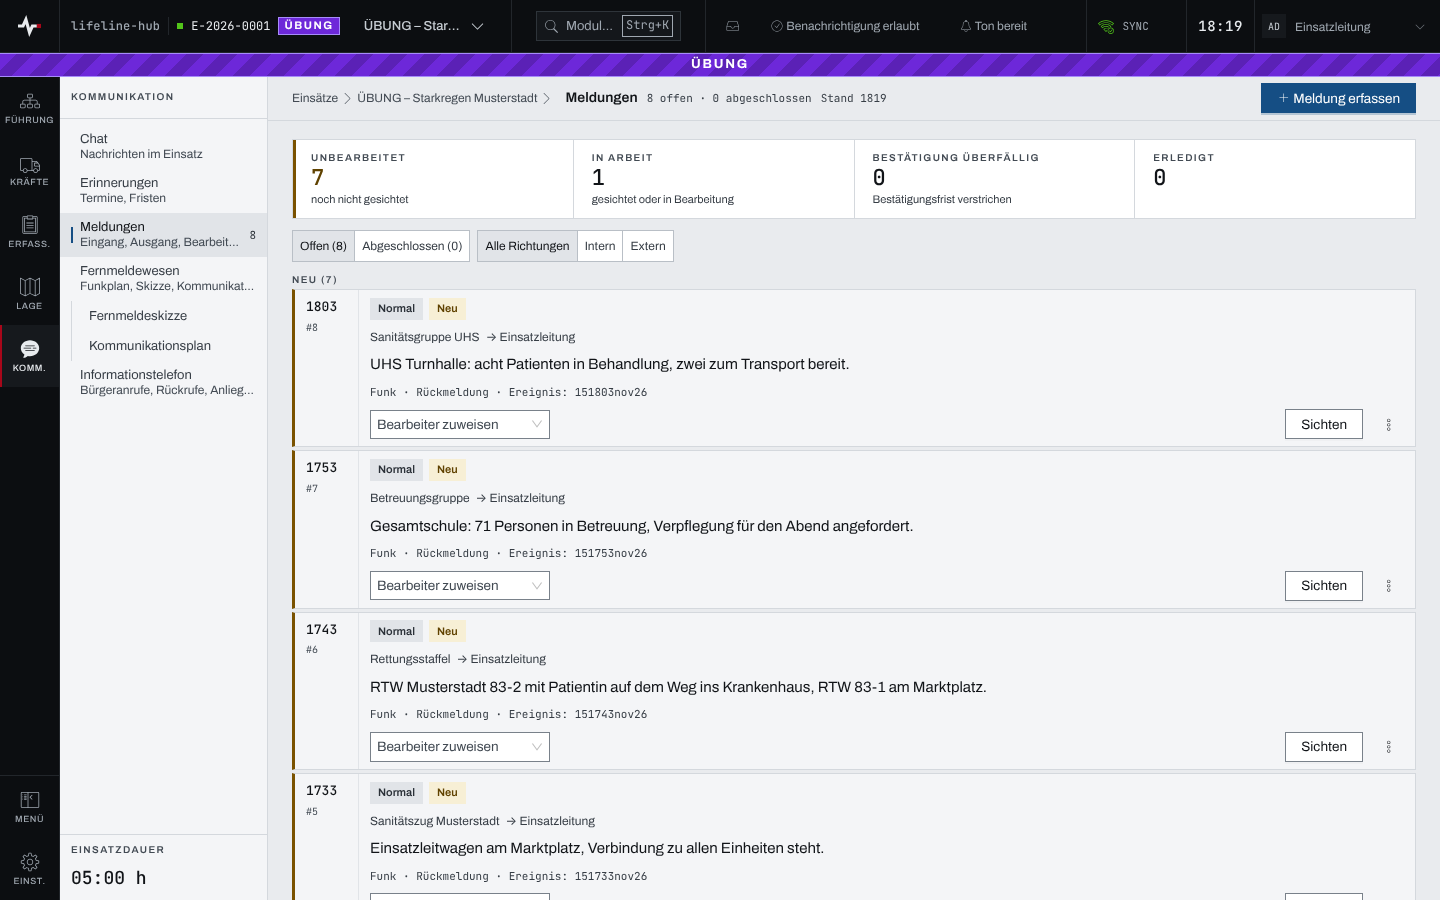 lifeline-hub E-2026-0001 ÜBUNG ÜBUNG – Star... Modul... Strg+K Benachrichtigung erlaubt Ton bereit SYNC 18:19 AD Einsatzleitung
ÜBUNG
FÜHRUNG
KRÄFTE
ERFASS.
LAGE
KOMM.
MENÜ
EINST.
KOMMUNIKATION
Chat
Nachrichten im Einsatz
Erinnerungen
Termine, Fristen
Meldungen
Eingang, Ausgang, Bearbeit... 8
Fernmeldewesen
Funkplan, Skizze, Kommunikat...
Fernmeldeskizze
Kommunikationsplan
Informationstelefon
Bürgeranrufe, Rückrufe, Anlieg...
EINSATZDAUER
05:00 h
Einsätze > ÜBUNG – Starkregen Musterstadt > Meldungen 8 offen · 0 abgeschlossen Stand 1819
+ Meldung erfassen
UNBEARBEITET
7
noch nicht gesichtet
IN ARBEIT
1
gesichtet oder in Bearbeitung
BESTÄTIGUNG ÜBERFÄLLIG
0
Bestätigungsfrist verstrichen
ERLEDIGT
0
Offen (8) Abgeschlossen (0) Alle Richtungen Intern Extern
NEU (7)
1803
#8
Normal Neu
Sanitätsgruppe UHS → Einsatzleitung
UHS Turnhalle: acht Patienten in Behandlung, zwei zum Transport bereit.
Funk · Rückmeldung · Ereignis: 151803nov26
Bearbeiter zuweisen Sichten
1753
#7
Normal Neu
Betreuungsgruppe → Einsatzleitung
Gesamtschule: 71 Personen in Betreuung, Verpflegung für den Abend angefordert.
Funk · Rückmeldung · Ereignis: 151753nov26
Bearbeiter zuweisen Sichten
1743
#6
Normal Neu
Rettungsstaffel → Einsatzleitung
RTW Musterstadt 83-2 mit Patientin auf dem Weg ins Krankenhaus, RTW 83-1 am Marktplatz.
Funk · Rückmeldung · Ereignis: 151743nov26
Bearbeiter zuweisen Sichten
1733
#5
Normal Neu
Sanitätszug Musterstadt → Einsatzleitung
Einsatzleitwagen am Marktplatz, Verbindung zu allen Einheiten steht.
Funk · Rückmeldung · Ereignis: 151733nov26